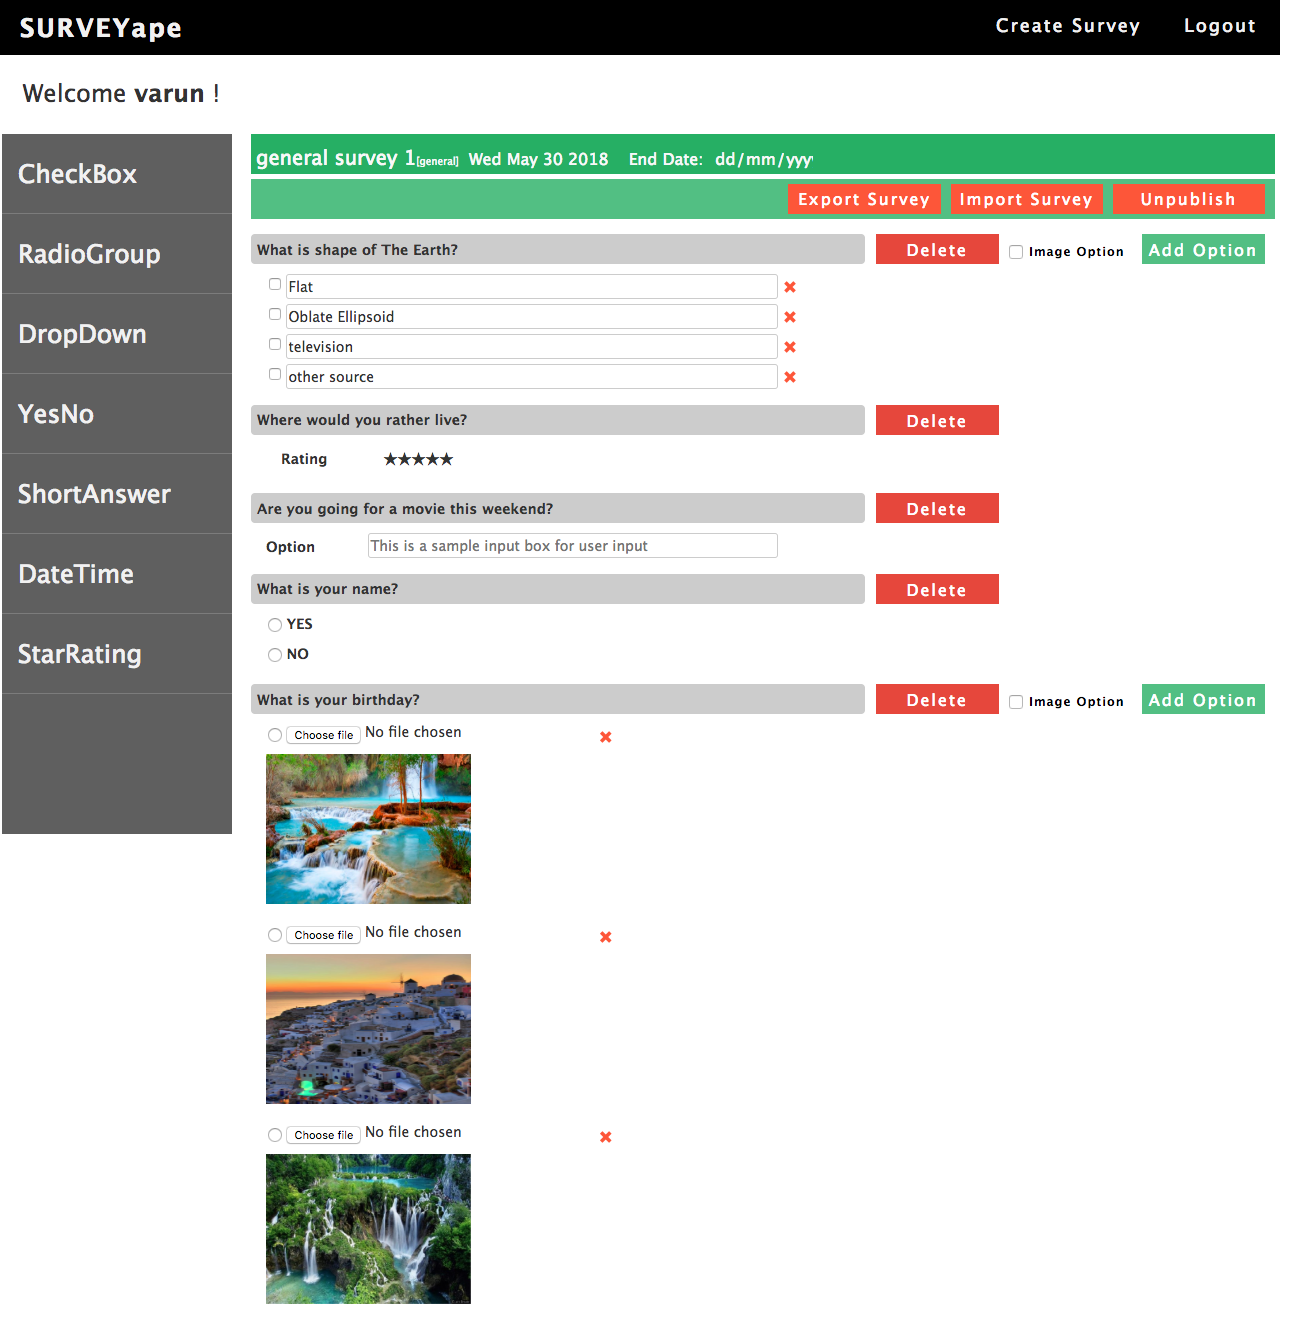 SURVEYape Create Survey Logout
Welcome varun !
CheckBox
RadioGroup
DropDown
YesNo
ShortAnswer
DateTime
StarRating
general survey 1[general] Wed May 30 2018 End Date: dd/mm/yyy
Export Survey Import Survey Unpublish
What is shape of The Earth? Delete Image Option Add Option
Flat
Oblate Ellipsoid
television
other source
Where would you rather live? Delete
Rating ★★★★★
Are you going for a movie this weekend? Delete
Option This is a sample input box for user input
What is your name? Delete
YES
NO
What is your birthday? Delete Image Option Add Option
Choose file No file chosen
Choose file No file chosen
Choose file No file chosen